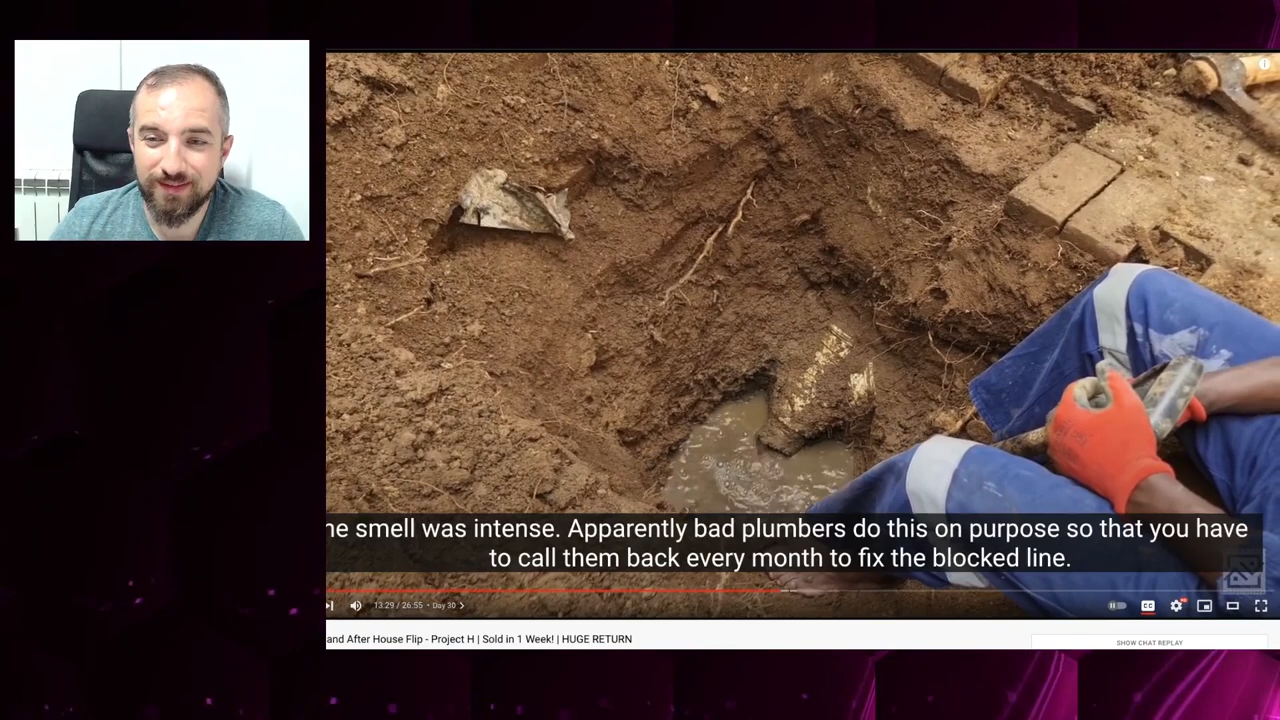 he smell was intense. Apparently bad plumbers do this on purpose so that you have
to call them back every month to fix the blocked line.
13:29 / 26:55 • Day 30
CC
and After House Flip - Project H | Sold in 1 Week! | HUGE RETURN
SHOW CHAT REPLAY